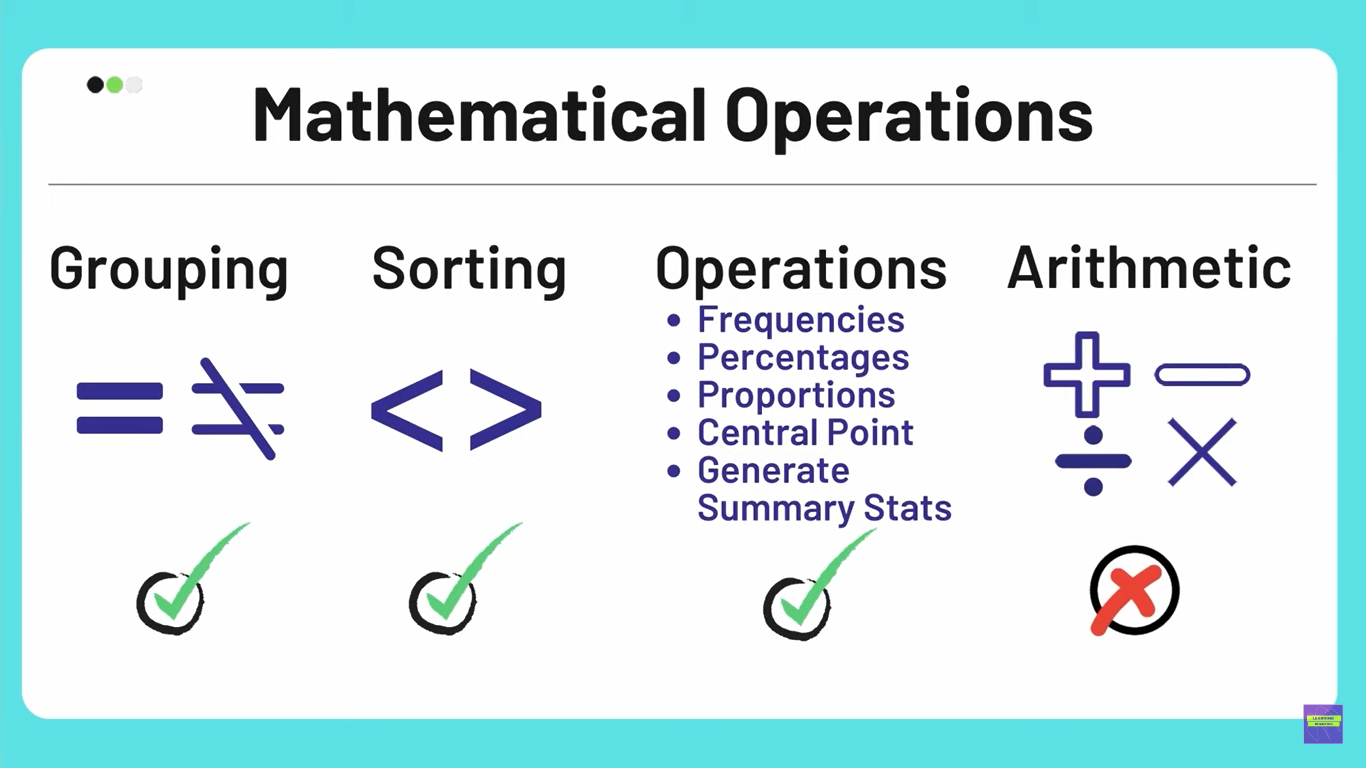 Mathematical Operations
Grouping
Sorting
Operations
Arithmetic
= ≠
< >
• Frequencies
• Percentages
• Proportions
• Central Point
• Generate
Summary Stats
+ −
÷ ×